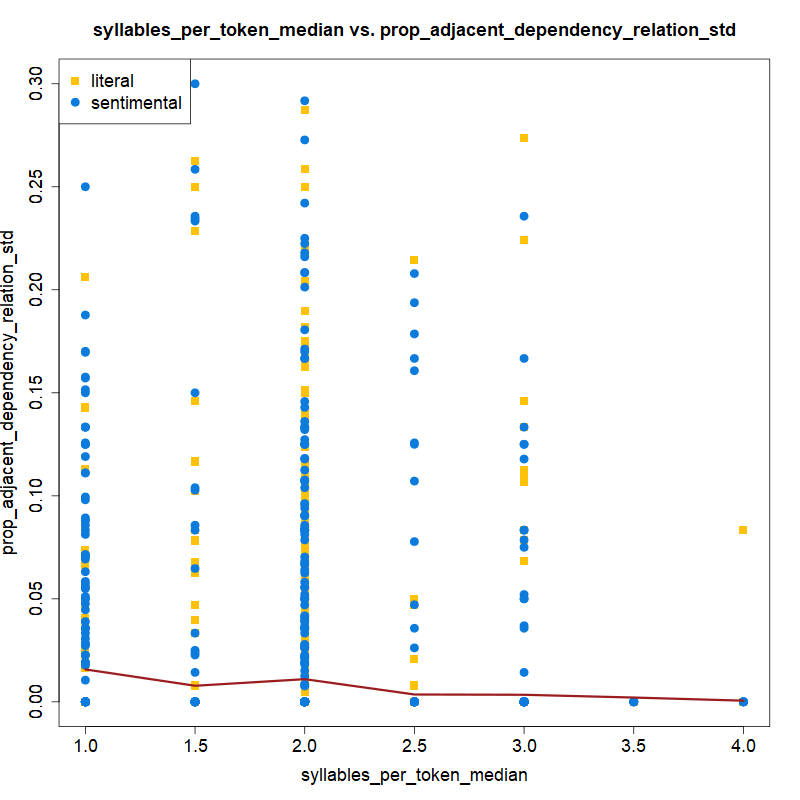 syllables_per_token_median vs. prop_adjacent_dependency_relation_std
literal
sentimental
prop_adjacent_dependency_relation_std
0.30
0.25
0.20
0.15
0.10
0.05
0.00
1.0 1.5 2.0 2.5 3.0 3.5 4.0
syllables_per_token_median